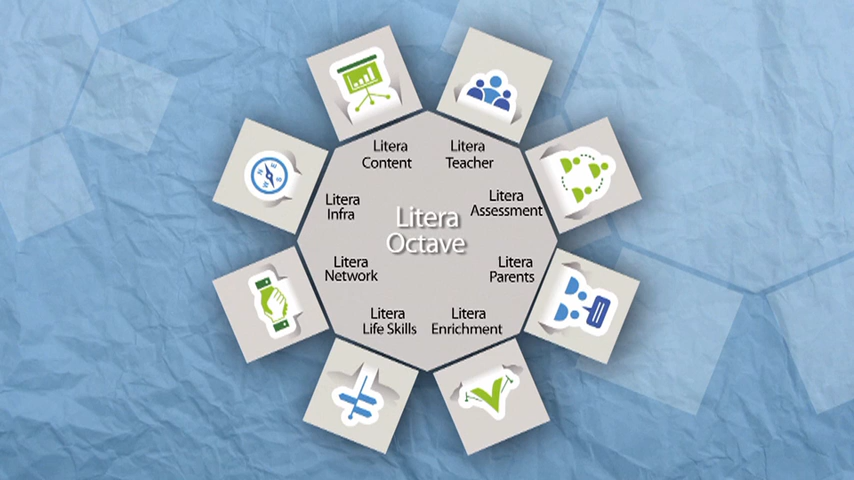 Litera
Content
Litera
Teacher
Litera
Infra
Litera
Assessment
Litera
Octave
Litera
Network
Litera
Parents
Litera
Life Skills
Litera
Enrichment